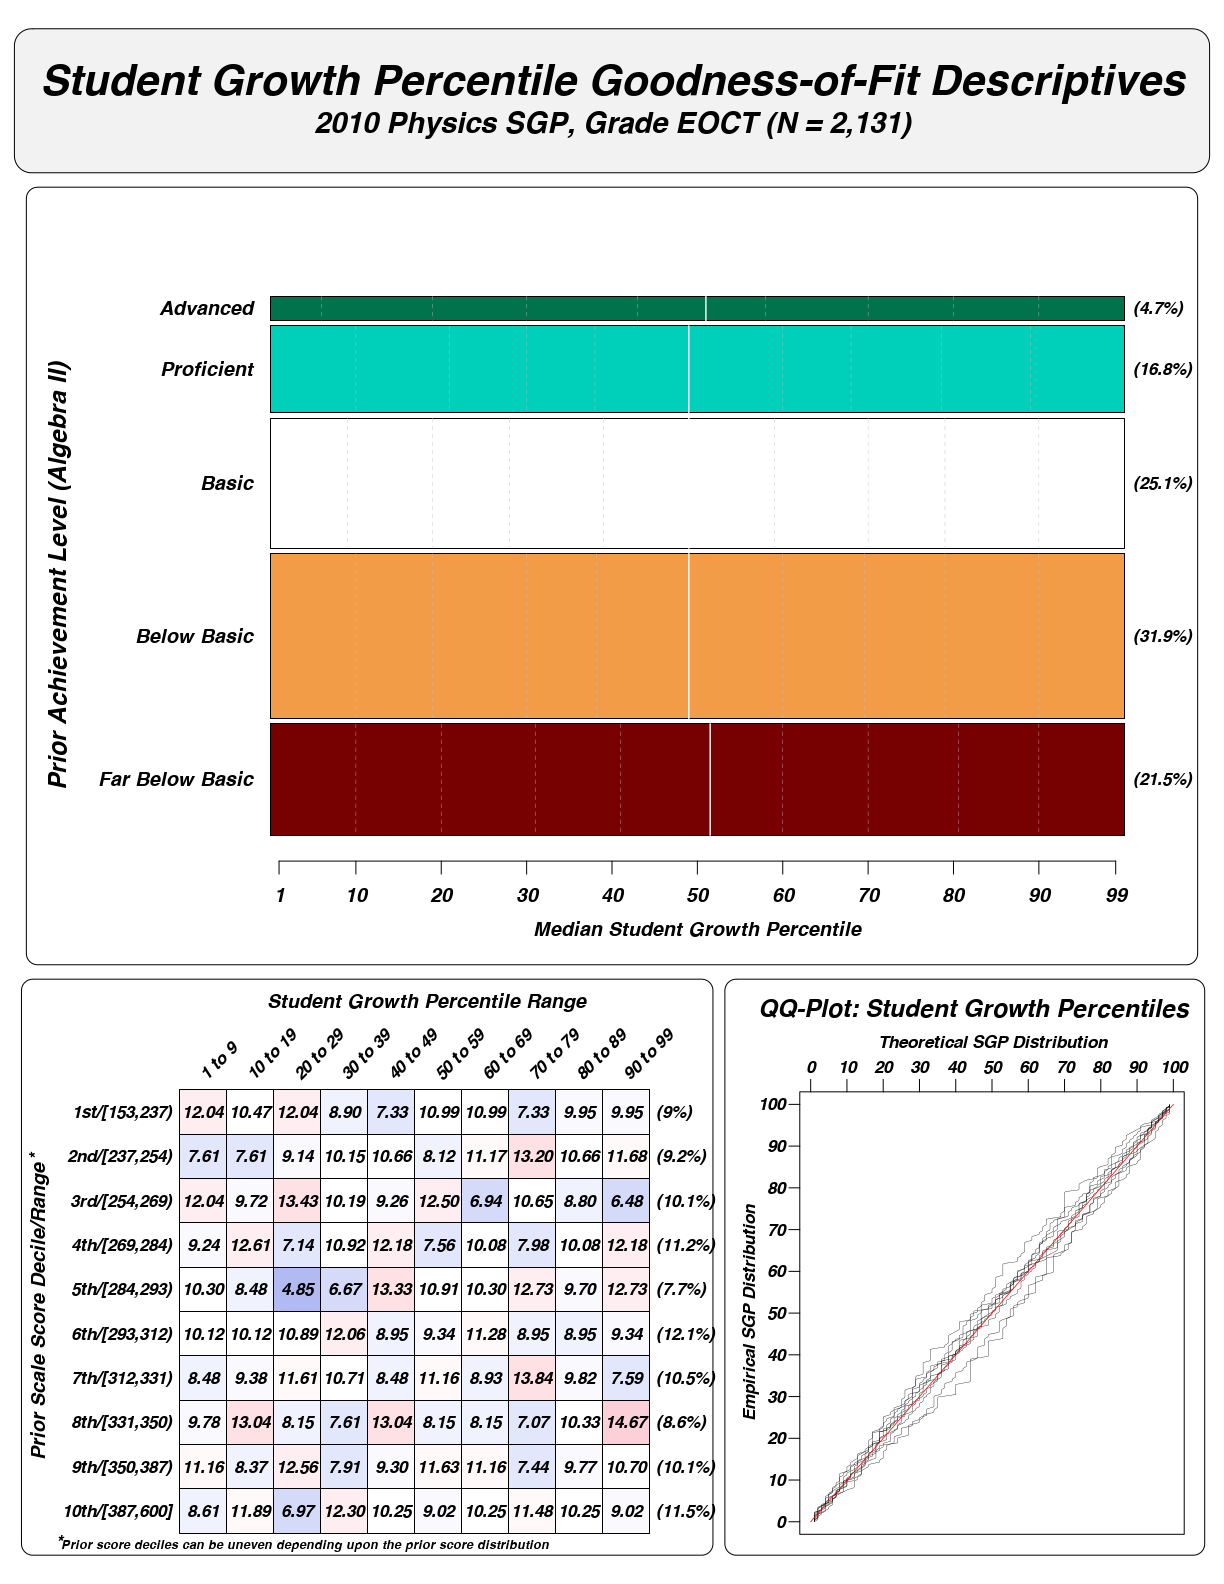 Student Growth Percentile Goodness-of-Fit Descriptives
2010 Physics SGP, Grade EOCT (N = 2,131)
Prior Achievement Level (Algebra II)
Advanced (4.7%)
Proficient (16.8%)
Basic (25.1%)
Below Basic (31.9%)
Far Below Basic (21.5%)
1 10 20 30 40 50 60 70 80 90 99
Median Student Growth Percentile
Student Growth Percentile Range
1 to 9 10 to 19 20 to 29 30 to 39 40 to 49 50 to 59 60 to 69 70 to 79 80 to 89 90 to 99
Prior Scale Score Decile/Range*
1st/[153,237) 12.04 10.47 12.04 8.90 7.33 10.99 10.99 7.33 9.95 9.95 (9%)
2nd/[237,254) 7.61 7.61 9.14 10.15 10.66 8.12 11.17 13.20 10.66 11.68 (9.2%)
3rd/[254,269) 12.04 9.72 13.43 10.19 9.26 12.50 6.94 10.65 8.80 6.48 (10.1%)
4th/[269,284) 9.24 12.61 7.14 10.92 12.18 7.56 10.08 7.98 10.08 12.18 (11.2%)
5th/[284,293) 10.30 8.48 4.85 6.67 13.33 10.91 10.30 12.73 9.70 12.73 (7.7%)
6th/[293,312) 10.12 10.12 10.89 12.06 8.95 9.34 11.28 8.95 8.95 9.34 (12.1%)
7th/[312,331) 8.48 9.38 11.61 10.71 8.48 11.16 8.93 13.84 9.82 7.59 (10.5%)
8th/[331,350) 9.78 13.04 8.15 7.61 13.04 8.15 8.15 7.07 10.33 14.67 (8.6%)
9th/[350,387) 11.16 8.37 12.56 7.91 9.30 11.63 11.16 7.44 9.77 10.70 (10.1%)
10th/[387,600] 8.61 11.89 6.97 12.30 10.25 9.02 10.25 11.48 10.25 9.02 (11.5%)
*Prior score deciles can be uneven depending upon the prior score distribution
QQ-Plot: Student Growth Percentiles
Theoretical SGP Distribution
0 10 20 30 40 50 60 70 80 90 100
Empirical SGP Distribution
100
90
80
70
60
50
40
30
20
10
0